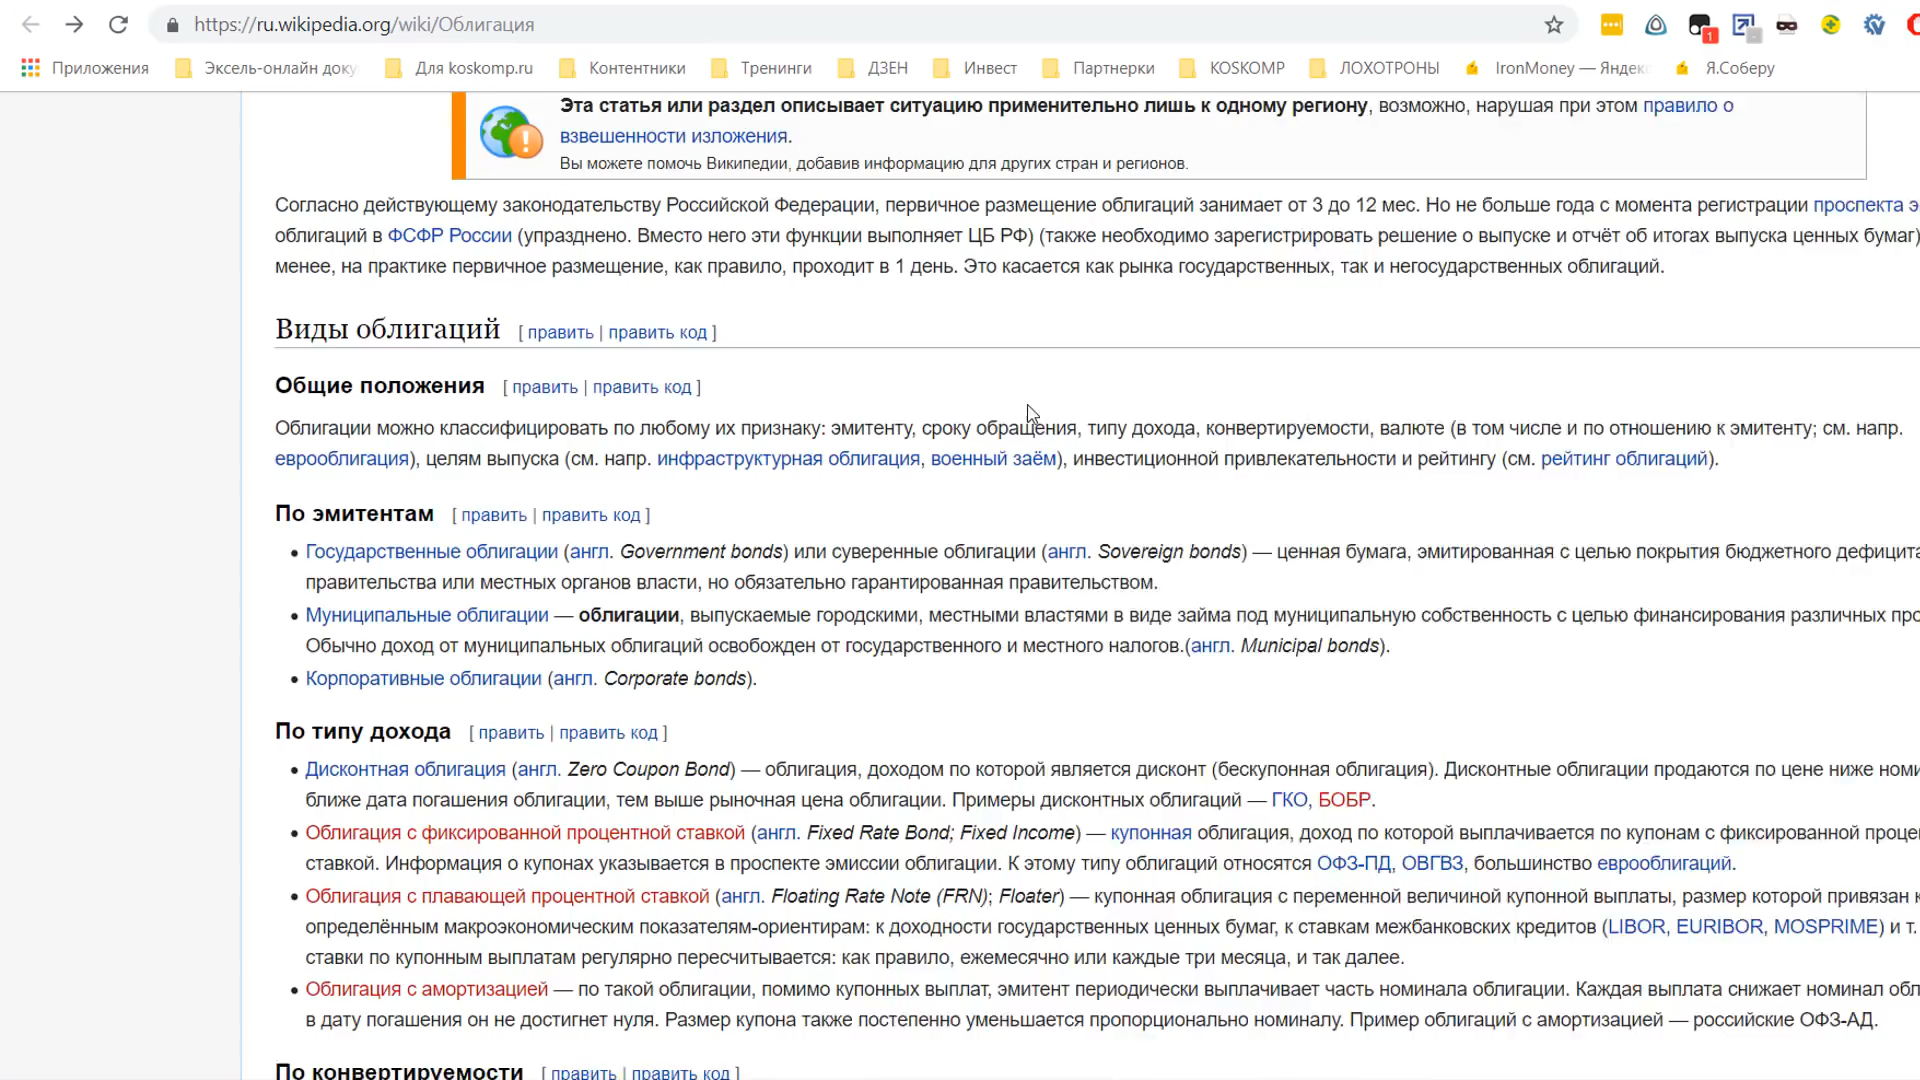 https://ru.wikipedia.org/wiki/Облигация
1
Приложения Эксель-онлайн доку Для koskomp.ru Контентники Тренинги ДЗЕН Инвест Партнерки KOSKOMP ЛОХОТРОНЫ IronMoney — Яндекс Я.Соберу
Эта статья или раздел описывает ситуацию применительно лишь к одному региону, возможно, нарушая при этом правило о
взвешенности изложения.
Вы можете помочь Википедии, добавив информацию для других стран и регионов.
Согласно действующему законодательству Российской Федерации, первичное размещение облигаций занимает от 3 до 12 мес. Но не больше года с момента регистрации проспекта э
облигаций в ФСФР России (упразднено. Вместо него эти функции выполняет ЦБ РФ) (также необходимо зарегистрировать решение о выпуске и отчёт об итогах выпуска ценных бумаг)
менее, на практике первичное размещение, как правило, проходит в 1 день. Это касается как рынка государственных, так и негосударственных облигаций.
Виды облигаций [ править | править код ]
Общие положения [ править | править код ]
Облигации можно классифицировать по любому их признаку: эмитенту, сроку обращения, типу дохода, конвертируемости, валюте (в том числе и по отношению к эмитенту; см. напр.
еврооблигация), целям выпуска (см. напр. инфраструктурная облигация, военный заём), инвестиционной привлекательности и рейтингу (см. рейтинг облигаций).
По эмитентам [ править | править код ]
• Государственные облигации (англ. Government bonds) или суверенные облигации (англ. Sovereign bonds) — ценная бумага, эмитированная с целью покрытия бюджетного дефицита
правительства или местных органов власти, но обязательно гарантированная правительством.
• Муниципальные облигации — облигации, выпускаемые городскими, местными властями в виде займа под муниципальную собственность с целью финансирования различных про
Обычно доход от муниципальных облигаций освобожден от государственного и местного налогов.(англ. Municipal bonds).
• Корпоративные облигации (англ. Corporate bonds).
По типу дохода [ править | править код ]
• Дисконтная облигация (англ. Zero Coupon Bond) — облигация, доходом по которой является дисконт (бескупонная облигация). Дисконтные облигации продаются по цене ниже номи
ближе дата погашения облигации, тем выше рыночная цена облигации. Примеры дисконтных облигаций — ГКО, БОБР.
• Облигация с фиксированной процентной ставкой (англ. Fixed Rate Bond; Fixed Income) — купонная облигация, доход по которой выплачивается по купонам с фиксированной проце
ставкой. Информация о купонах указывается в проспекте эмиссии облигации. К этому типу облигаций относятся ОФЗ-ПД, ОВГВЗ, большинство еврооблигаций.
• Облигация с плавающей процентной ставкой (англ. Floating Rate Note (FRN); Floater) — купонная облигация с переменной величиной купонной выплаты, размер которой привязан к
определённым макроэкономическим показателям-ориентирам: к доходности государственных ценных бумаг, к ставкам межбанковских кредитов (LIBOR, EURIBOR, MOSPRIME) и т.
ставки по купонным выплатам регулярно пересчитывается: как правило, ежемесячно или каждые три месяца, и так далее.
• Облигация с амортизацией — по такой облигации, помимо купонных выплат, эмитент периодически выплачивает часть номинала облигации. Каждая выплата снижает номинал обл
в дату погашения он не достигнет нуля. Размер купона также постепенно уменьшается пропорционально номиналу. Пример облигаций с амортизацией — российские ОФЗ-АД.
По конвертируемости [ править | править код ]